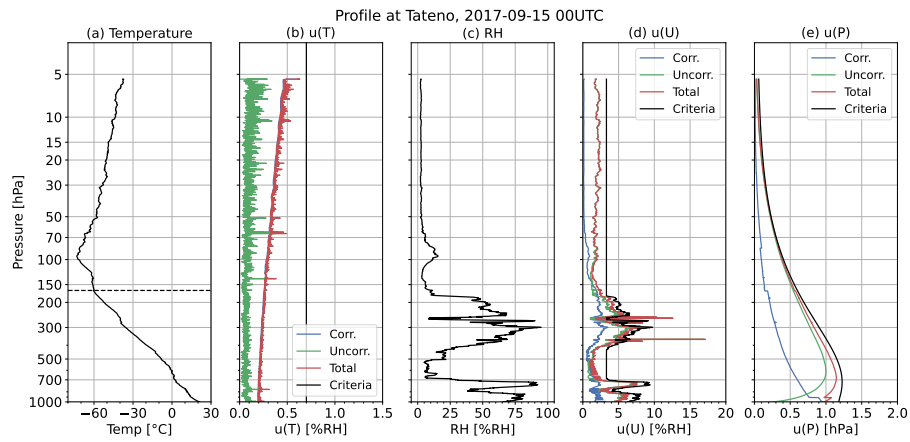 Profile at Tateno, 2017-09-15 00UTC
(a) Temperature
(b) u(T)
(c) RH
(d) u(U)
(e) u(P)
Pressure [hPa]
5
10
15
20
30
50
70
100
150
200
300
500
700
1000
−60
−30
0
30
Temp [°C]
Corr.
Uncorr.
Total
Criteria
0.0
0.5
1.0
1.5
u(T) [%RH]
0
25
50
75
100
RH [%RH]
Corr.
Uncorr.
Total
Criteria
0
5
10
15
20
u(U) [%RH]
Corr.
Uncorr.
Total
Criteria
0.0
0.5
1.0
1.5
u(P) [hPa]